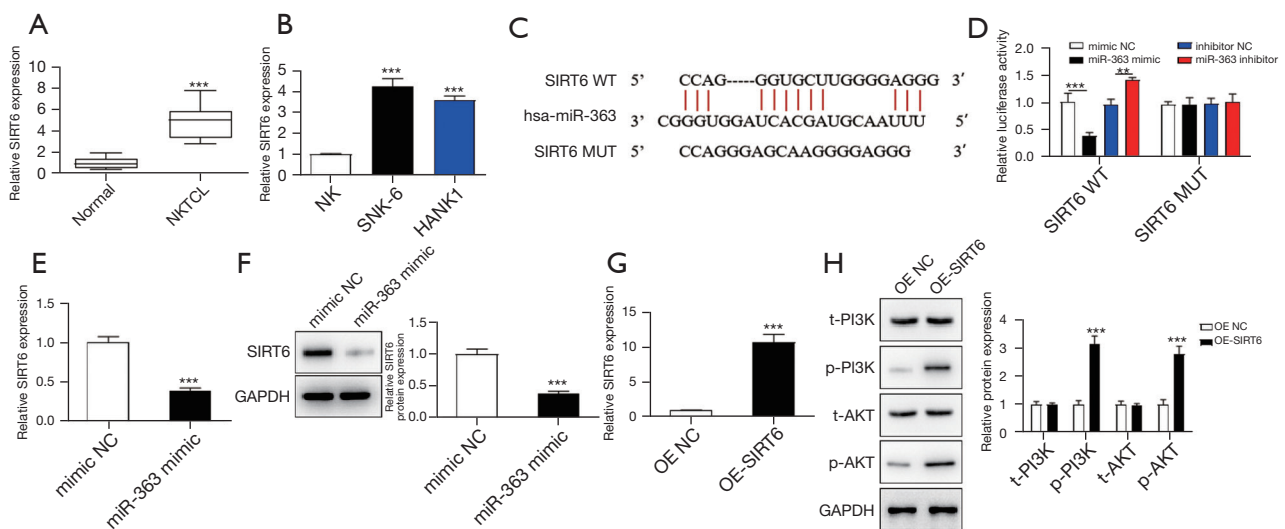 A
Relative SIRT6 expression
10
8
6
4
2
0
***
Normal
NKTCL
B
Relative SIRT6 expression
5
4
3
2
1
0
***
***
NK
SNK-6
HANK1
C
SIRT6 WT 5’ CCAG-----GGUGCUUGGGGAGGG 3’
hsa-miR-363
3’ CGGGUGGAUCACGAUGCAAUUU 5’
SIRT6 MUT 5’ CCAGGGAGCAAGGGGAGGG 3’
D
Relative luciferase activity
2.0
1.5
1.0
0.5
0.0
mimic NC
miR-363 mimic
inhibitor NC
miR-363 inhibitor
***
**
SIRT6 WT
SIRT6 MUT
E
Relative SIRT6 expression
1.5
1.0
0.5
0.0
***
mimic NC
miR-363 mimic
F
mimic NC
miR-363 mimic
SIRT6
GAPDH
Relative SIRT6
protein expression
1.5
1.0
0.5
0.0
***
mimic NC
miR-363 mimic
G
Relative SIRT6 expression
15
10
5
0
***
OE NC
OE-SIRT6
H
OE NC
OE-SIRT6
t-PI3K
p-PI3K
t-AKT
p-AKT
GAPDH
Relative protein expression
4
3
2
1
0
***
***
OE NC
OE-SIRT6
t-PI3K
p-PI3K
t-AKT
p-AKT